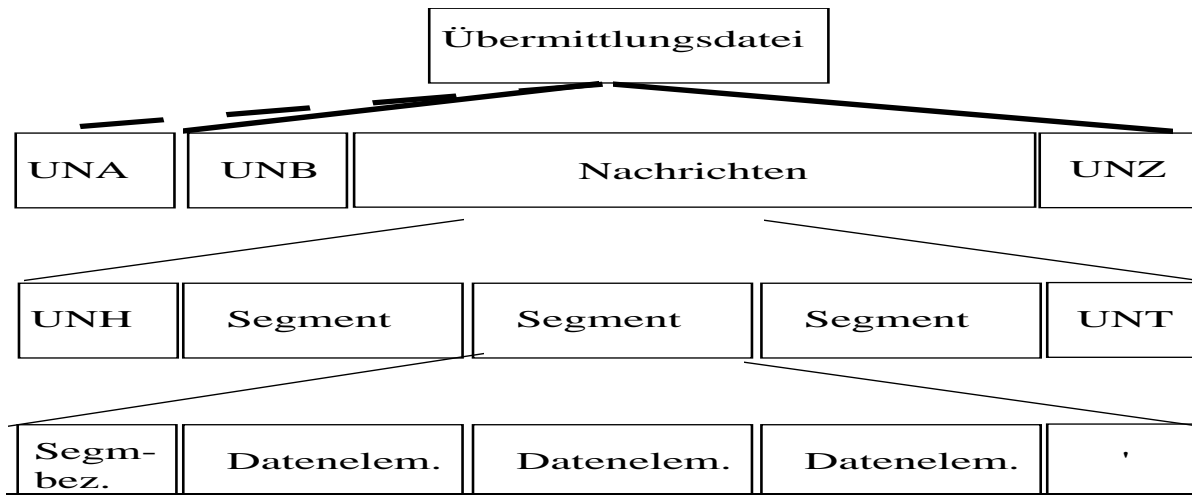 Übermittlungsdatei
UNA UNB Nachrichten UNZ
UNH Segment Segment Segment UNT
Segm-
bez. Datenelem. Datenelem. Datenelem. '